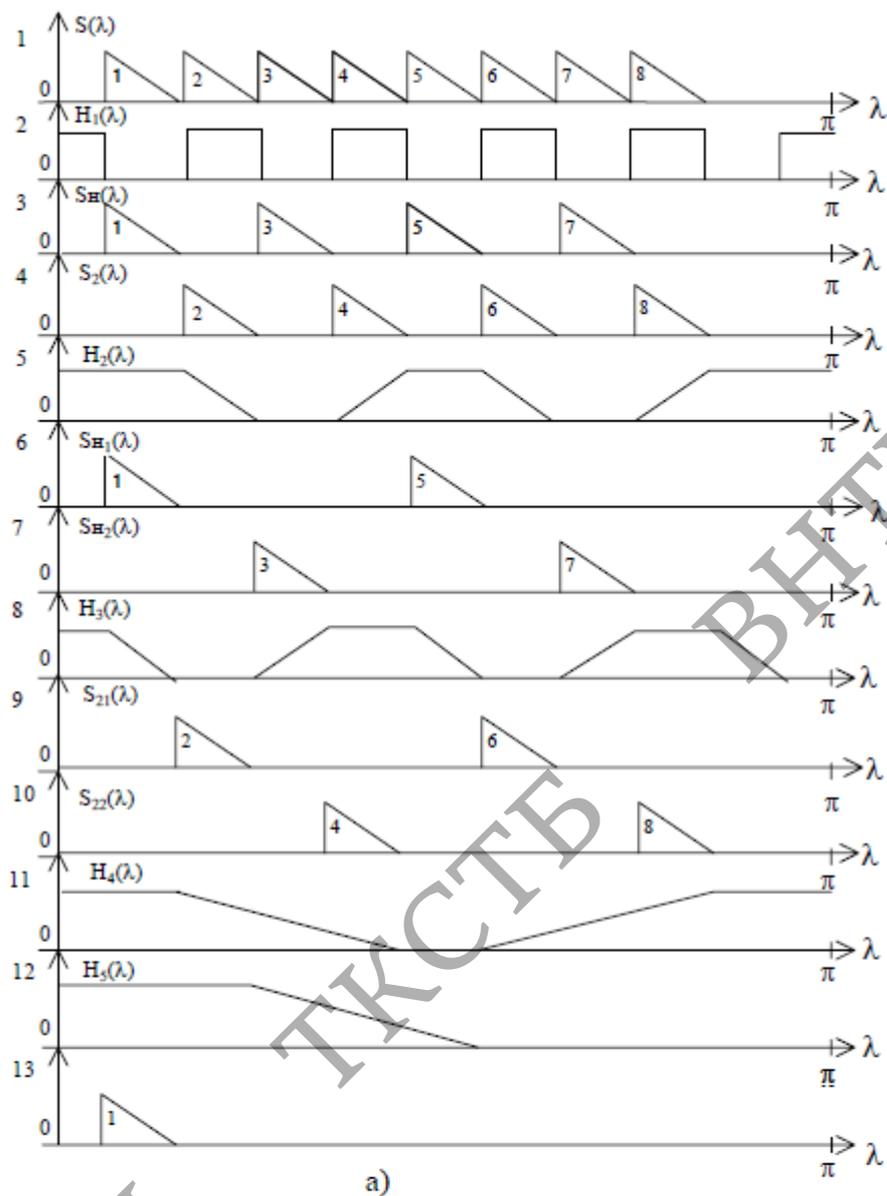 1 S(λ)
1 2 3 4 5 6 7 8
0 λ
π
2 H₁(λ)
0 λ
π
3 Sн(λ)
1 3 5 7
0 λ
π
4 S₂(λ)
2 4 6 8
0 λ
π
5 H₂(λ)
0 λ
π
6 Sн₁(λ)
1 5
0 λ
π
7 Sн₂(λ)
3 7
0 λ
π
8 H₃(λ)
0 λ
π
9 S₂₁(λ)
2 6
0 λ
π
10 S₂₂(λ)
4 8
0 λ
π
11 H₄(λ)
0 λ
π
12 H₅(λ)
0 λ
π
13
1
0 λ
π
а)
ТКСТБ